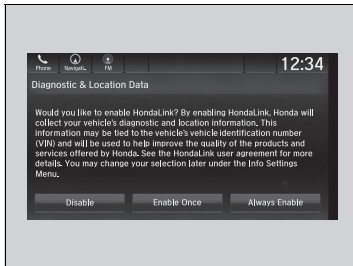 12:34
Phone Navigati.. FM
Diagnostic & Location Data
Would you like to enable HondaLink? By enabling HondaLink, Honda will
collect your vehicle's diagnostic and location information. This
information may be tied to the vehicle's vehicle identification number
(VIN) and will be used to help improve the quality of the products and
services offered by Honda. See the HondaLink user agreement for more
details. You may change your selection later under the Info Settings
Menu.
Disable Enable Once Always Enable